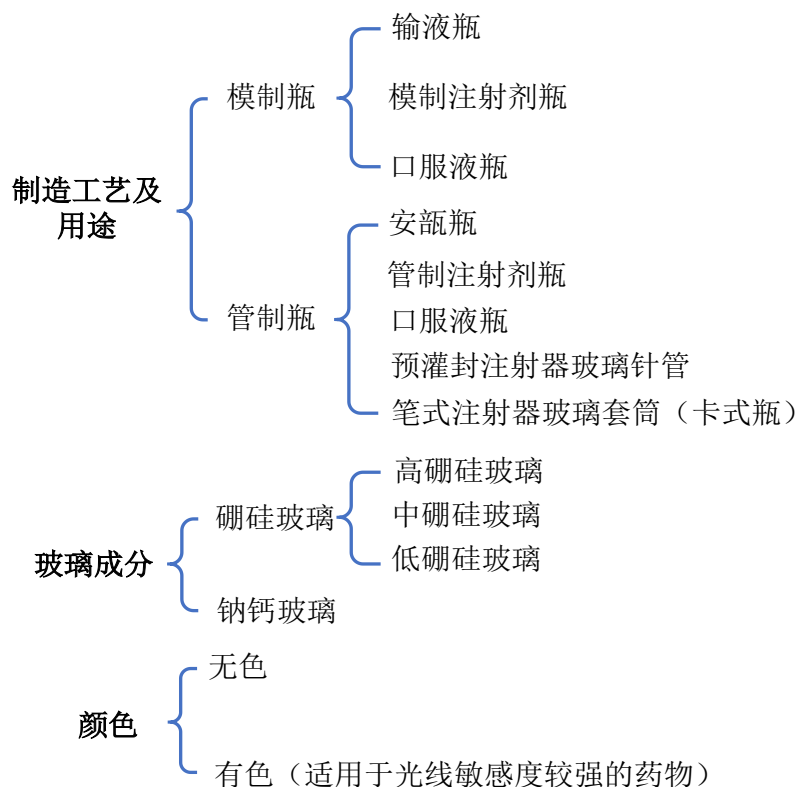 制造工艺及
用途
模制瓶
输液瓶
模制注射剂瓶
口服液瓶
管制瓶
安瓿瓶
管制注射剂瓶
口服液瓶
预灌封注射器玻璃针管
笔式注射器玻璃套筒（卡式瓶）
玻璃成分
硼硅玻璃
高硼硅玻璃
中硼硅玻璃
低硼硅玻璃
钠钙玻璃
颜色
无色
有色（适用于光线敏感度较强的药物）